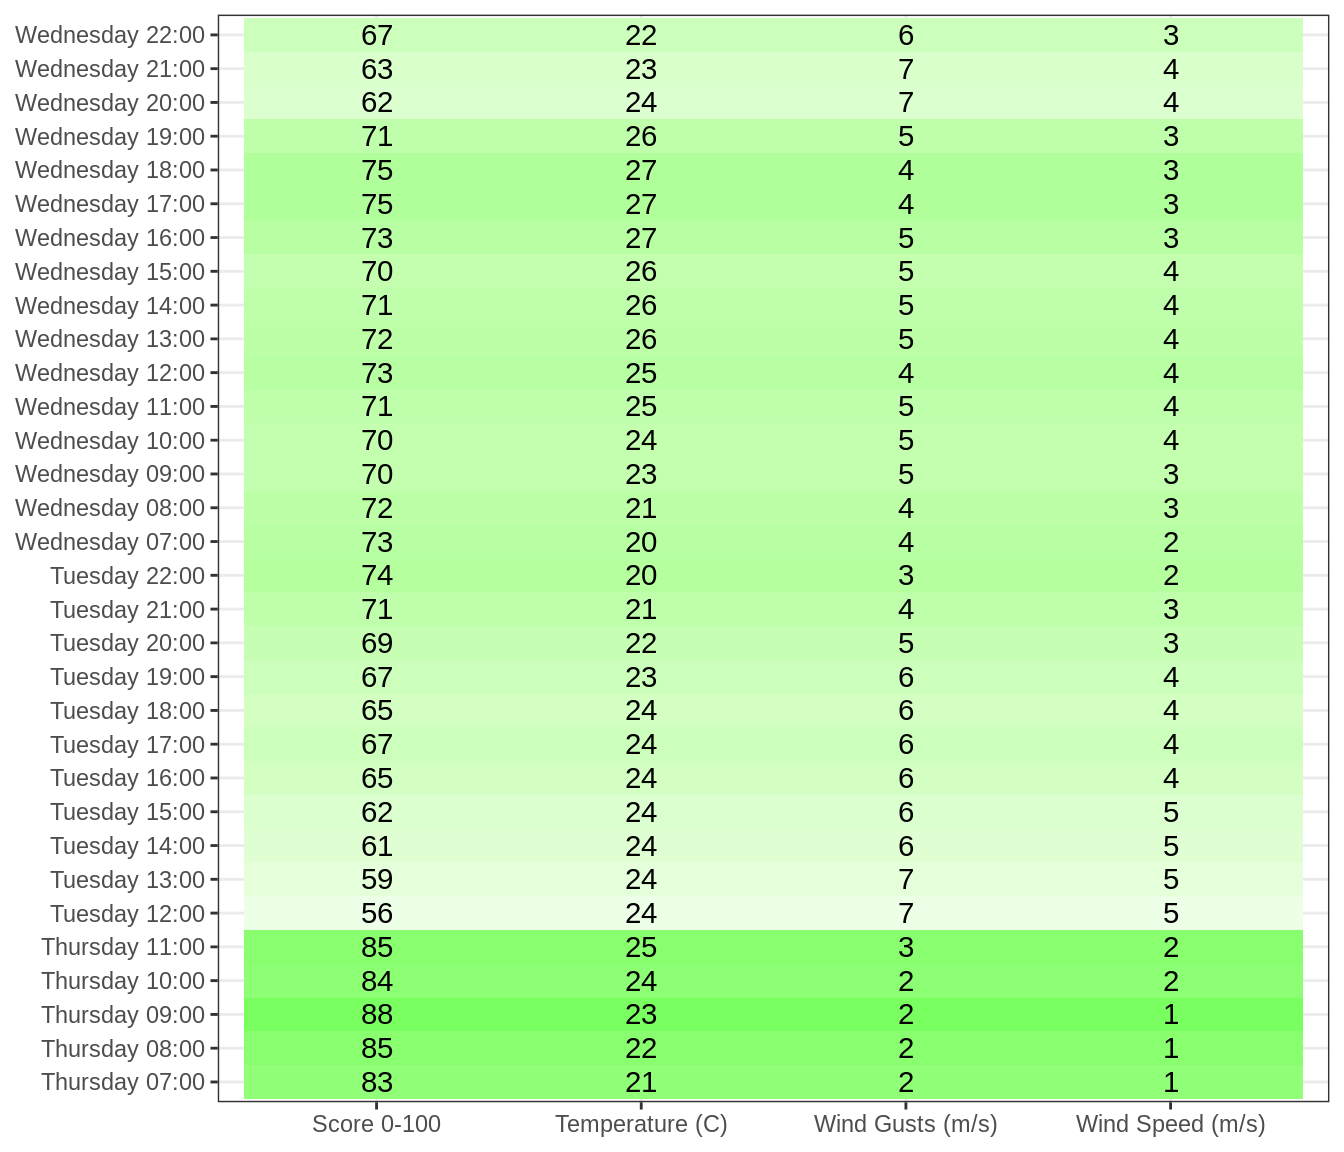 Wednesday 22:00 67 22 6 3
Wednesday 21:00 63 23 7 4
Wednesday 20:00 62 24 7 4
Wednesday 19:00 71 26 5 3
Wednesday 18:00 75 27 4 3
Wednesday 17:00 75 27 4 3
Wednesday 16:00 73 27 5 3
Wednesday 15:00 70 26 5 4
Wednesday 14:00 71 26 5 4
Wednesday 13:00 72 26 5 4
Wednesday 12:00 73 25 4 4
Wednesday 11:00 71 25 5 4
Wednesday 10:00 70 24 5 4
Wednesday 09:00 70 23 5 3
Wednesday 08:00 72 21 4 3
Wednesday 07:00 73 20 4 2
Tuesday 22:00 74 20 3 2
Tuesday 21:00 71 21 4 3
Tuesday 20:00 69 22 5 3
Tuesday 19:00 67 23 6 4
Tuesday 18:00 65 24 6 4
Tuesday 17:00 67 24 6 4
Tuesday 16:00 65 24 6 4
Tuesday 15:00 62 24 6 5
Tuesday 14:00 61 24 6 5
Tuesday 13:00 59 24 7 5
Tuesday 12:00 56 24 7 5
Thursday 11:00 85 25 3 2
Thursday 10:00 84 24 2 2
Thursday 09:00 88 23 2 1
Thursday 08:00 85 22 2 1
Thursday 07:00 83 21 2 1
Score 0-100 Temperature (C) Wind Gusts (m/s) Wind Speed (m/s)